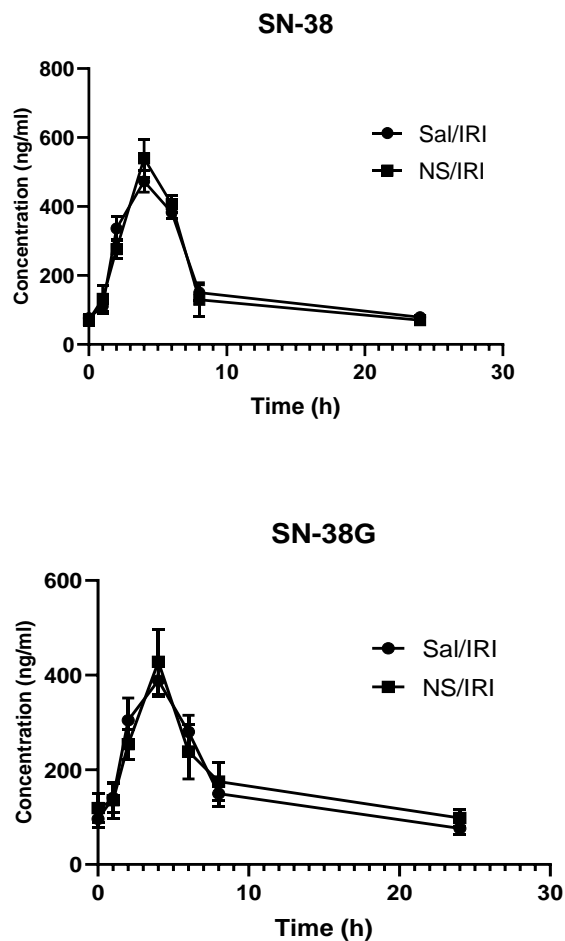 SN-38
Concentration (ng/ml)
800
600
400
200
0
Sal/IRI
NS/IRI
0 10 20 30
Time (h)
SN-38G
Concentration (ng/ml)
600
400
200
0
Sal/IRI
NS/IRI
0 10 20 30
Time (h)